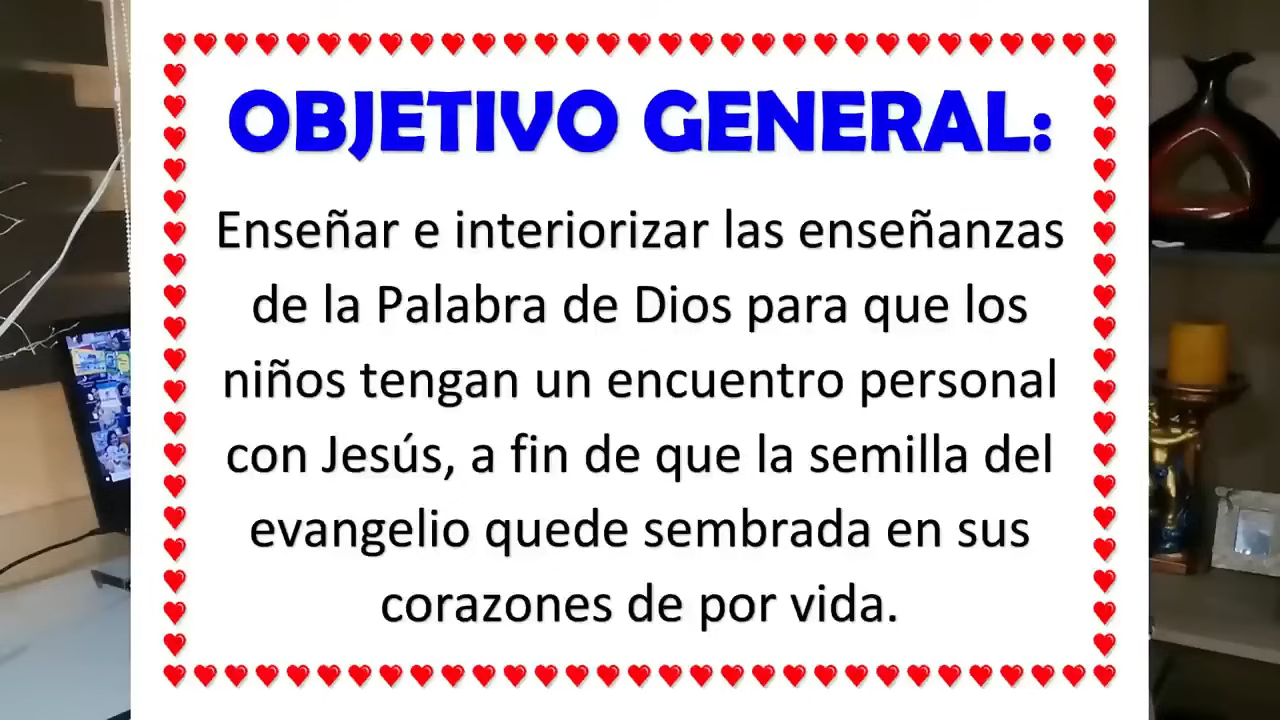 OBJETIVO GENERAL:
Enseñar e interiorizar las enseñanzas
de la Palabra de Dios para que los
niños tengan un encuentro personal
con Jesús, a fin de que la semilla del
evangelio quede sembrada en sus
corazones de por vida.